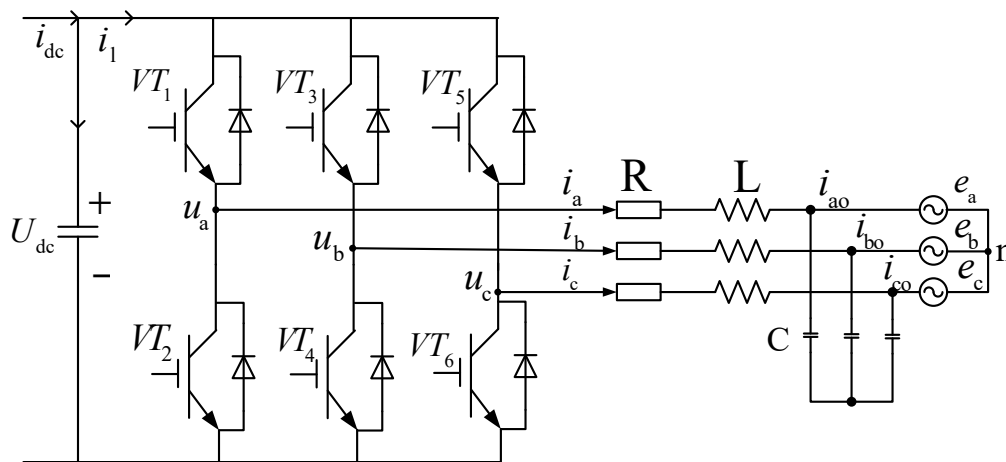 i_dc
i_1
VT_1
VT_3
VT_5
+
U_dc
−
u_a
u_b
u_c
i_a
R
L
i_ao
e_a
i_b
i_bo
e_b
n
i_c
i_co
e_c
VT_2
VT_4
VT_6
C